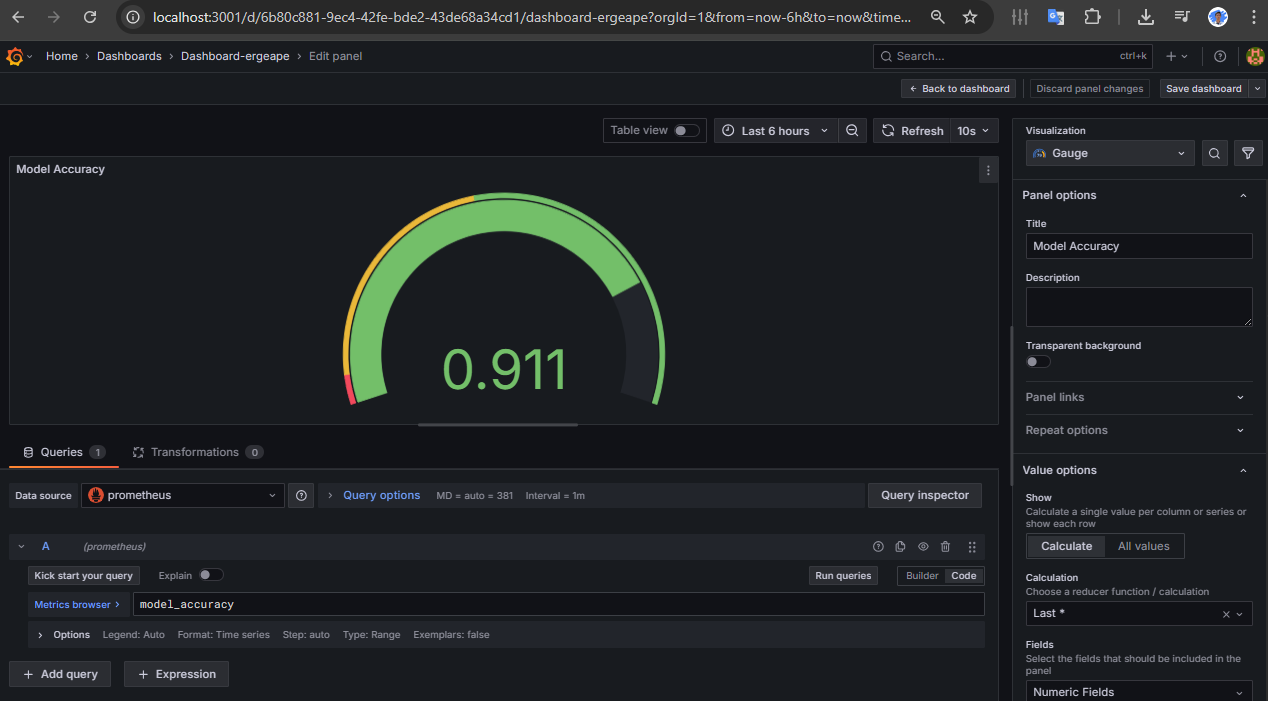 localhost:3001/d/6b80c881-9ec4-42fe-bde2-43de68a34cd1/dashboard-ergeape?orgId=1&from=now-6h&to=now&time...
Home › Dashboards › Dashboard-ergeape › Edit panel
Search... ctrl+k
Back to dashboard
Discard panel changes
Save dashboard
Table view
Last 6 hours
Refresh 10s
Model Accuracy
0.911
Queries 1
Transformations 0
Data source
prometheus
Query options MD = auto = 381 Interval = 1m
Query inspector
A (prometheus)
Kick start your query
Explain
Run queries
Builder Code
Metrics browser >
model_accuracy
Options Legend: Auto Format: Time series Step: auto Type: Range Exemplars: false
+ Add query
+ Expression
Visualization
Gauge
Panel options
Title
Model Accuracy
Description
Transparent background
Panel links
Repeat options
Value options
Show
Calculate a single value per column or series or
show each row
Calculate All values
Calculation
Choose a reducer function / calculation
Last *
Fields
Select the fields that should be included in the
panel
Numeric Fields